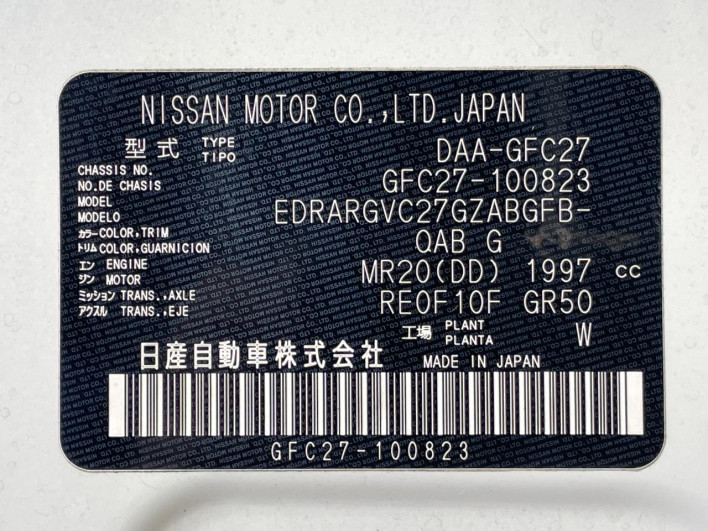 NISSAN MOTOR CO.,LTD.JAPAN
型式 TYPE TIPO DAA-GFC27
CHASSIS NO.
NO.DE CHASIS GFC27-100823
MODEL
MODELO EDRARGVC27GZABGFB-
カラー COLOR,TRIM
トリム COLOR,GUARNICION QAB G
エン ENGINE
ジン MOTOR MR20(DD) 1997 cc
ミッション TRANS.,AXLE
アクスル TRANS.,EJE RE0F10F GR50
工場 PLANT PLANTA W
日産自動車株式会社 MADE IN JAPAN
GFC27-100823